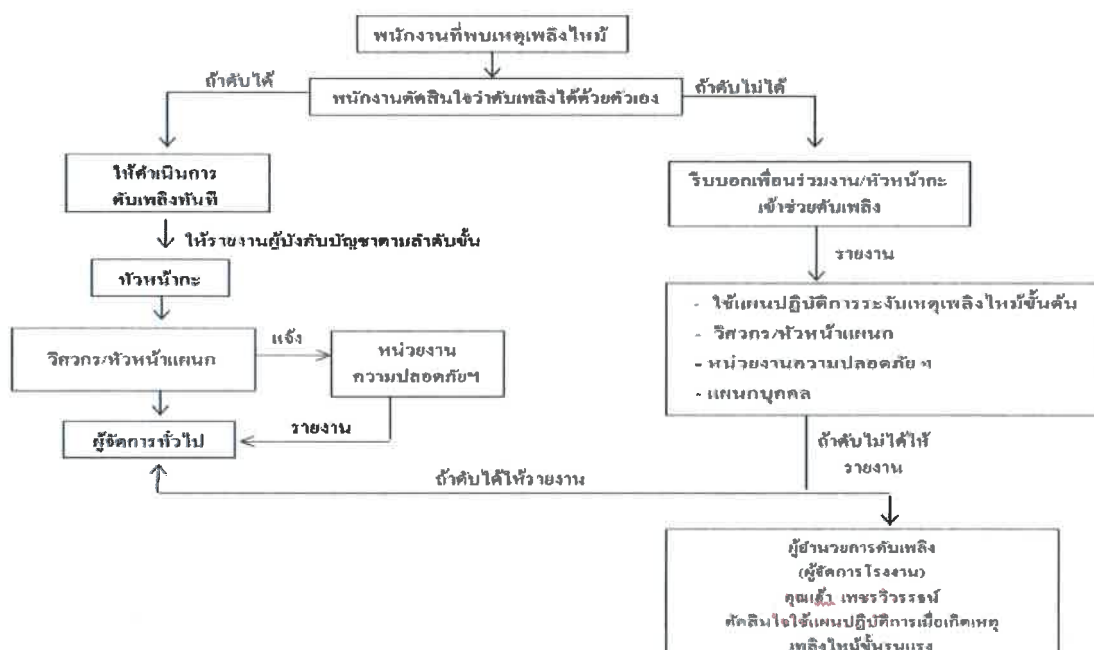 พนักงานที่พบเหตุเพลิงไหม้
ถ้าดับได้
พนักงานตัดสินใจว่าดับเพลิงได้ด้วยตัวเอง
ถ้าดับไม่ได้
ให้ดำเนินการ
ดับเพลิงทันที
รีบบอกเพื่อนร่วมงาน/หัวหน้ากะ
เข้าช่วยดับเพลิง
ให้รายงานผู้บังคับบัญชาตามลำดับขั้น
รายงาน
หัวหน้ากะ
- ใช้แผนปฏิบัติการระงับเหตุเพลิงไหม้ขั้นต้น
- วิศวกร/หัวหน้าแผนก
- หน่วยงานความปลอดภัย ฯ
- แผนกบุคคล
วิศวกร/หัวหน้าแผนก
แจ้ง
หน่วยงาน
ความปลอดภัยฯ
ผู้จัดการทั่วไป
รายงาน
ถ้าดับไม่ได้ให้
รายงาน
ถ้าดับได้ให้รายงาน
ผู้อำนวยการดับเพลิง
(ผู้จัดการโรงงาน)
ตัดสินใจใช้แผนปฏิบัติการเมื่อเกิดเหตุ
เพลิงไหม้ขั้นรุนแรง